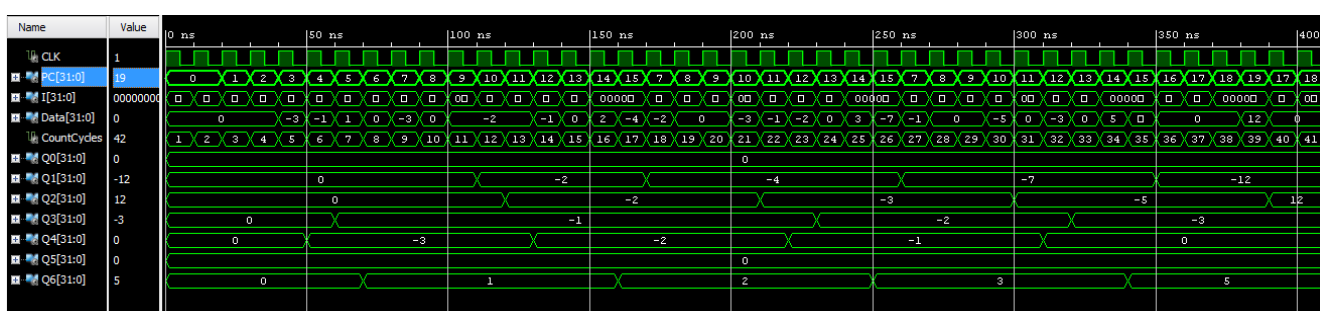 Name Value
0 ns 50 ns 100 ns 150 ns 200 ns 250 ns 300 ns 350 ns 400
CLK 1
PC[31:0] 19 0 1 2 3 4 5 6 7 8 9 10 11 12 13 14 15 7 8 9 10 11 12 13 14 15 7 8 9 10 11 12 13 14 15 16 17 18 19 17 18
I[31:0] 00000000 00 00000 00 00000 00 00000 00000 00
Data[31:0] 0 0 -3 -1 1 0 -3 0 -2 -1 0 2 -4 -2 0 -3 -1 -2 0 3 -7 -1 0 -5 0 -3 0 5 0 12 0
CountCycles 42 1 2 3 4 5 6 7 8 9 10 11 12 13 14 15 16 17 18 19 20 21 22 23 24 25 26 27 28 29 30 31 32 33 34 35 36 37 38 39 40 41
Q0[31:0] 0 0
Q1[31:0] -12 0 -2 -4 -7 -12
Q2[31:0] 12 0 -2 -3 -5 12
Q3[31:0] -3 0 -1 -2 -3
Q4[31:0] 0 0 -3 -2 -1 0
Q5[31:0] 0 0
Q6[31:0] 5 0 1 2 3 5